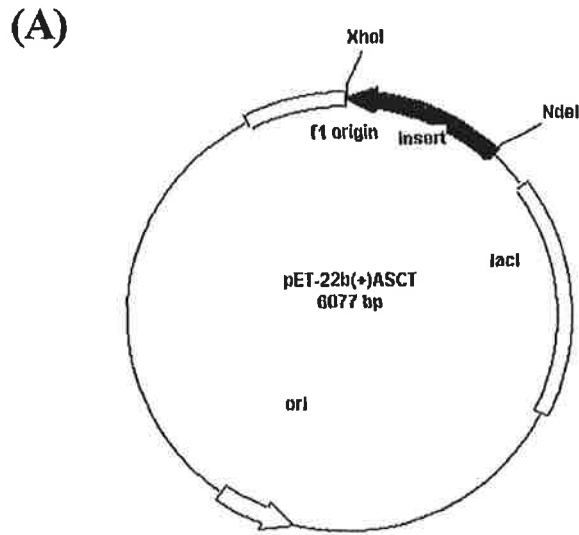 (A)
XhoI
NdeI
f1 origin
insert
lacI
pET-22b(+)ASCT
6077 bp
ori